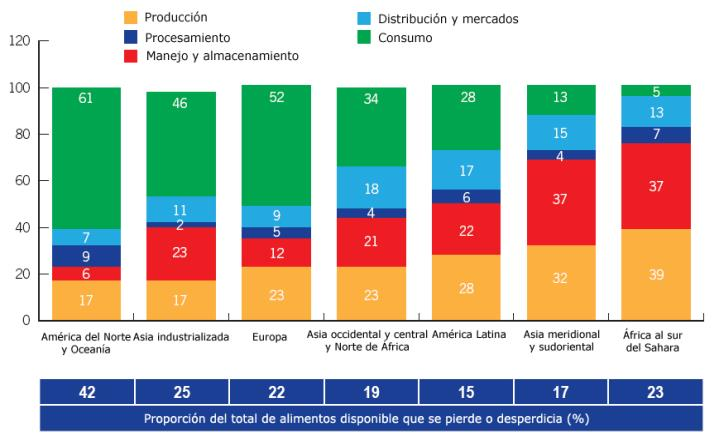 Producción
Procesamiento
Manejo y almacenamiento
Distribución y mercados
Consumo
120
100
80
60
40
20
0
61
7
9
6
17
46
11
2
23
17
52
9
5
12
23
34
18
4
21
23
28
17
6
22
28
13
15
4
37
32
5
13
7
37
39
América del Norte
y Oceanía
Asia industrializada
Europa
Asia occidental y central
y Norte de África
América Latina
Asia meridional
y sudoriental
África al sur
del Sahara
42 25 22 19 15 17 23
Proporción del total de alimentos disponible que se pierde o desperdicia (%)